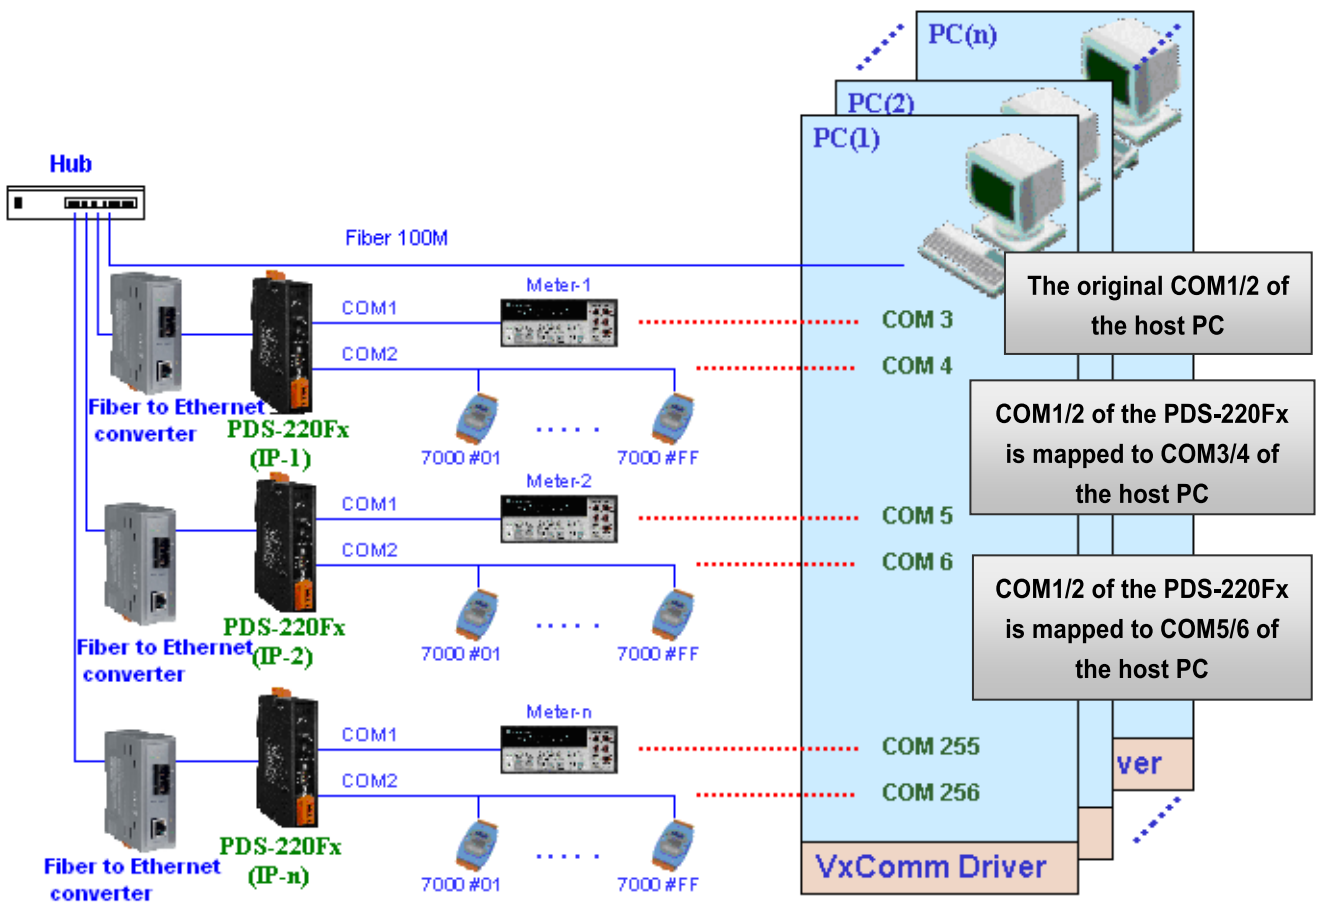 PC(n)
PC(2)
PC(1)
Hub
Fiber 100M
The original COM1/2 of
the host PC
Meter-1
COM1
COM 3
COM2
COM 4
Fiber to Ethernet
converter
PDS-220Fx
(IP-1)
7000 #01
7000 #FF
COM1/2 of the PDS-220Fx
is mapped to COM3/4 of
the host PC
Meter-2
COM1
COM 5
COM2
COM 6
Fiber to Ethernet
converter
PDS-220Fx
(IP-2)
7000 #01
7000 #FF
COM1/2 of the PDS-220Fx
is mapped to COM5/6 of
the host PC
Meter-n
COM1
COM 255
COM2
COM 256
ver
Fiber to Ethernet
converter
PDS-220Fx
(IP-n)
7000 #01
7000 #FF
VxComm Driver